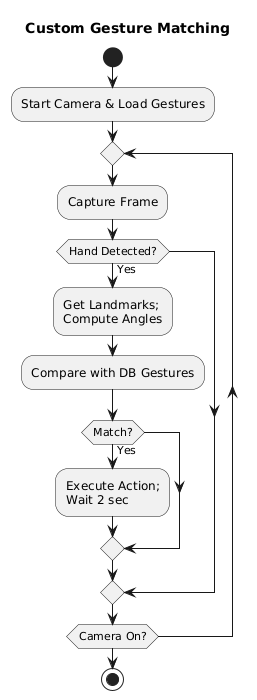 Custom Gesture Matching
Start Camera & Load Gestures
Capture Frame
Hand Detected?
Yes
Get Landmarks;
Compute Angles
Compare with DB Gestures
Match?
Yes
Execute Action;
Wait 2 sec
Camera On?